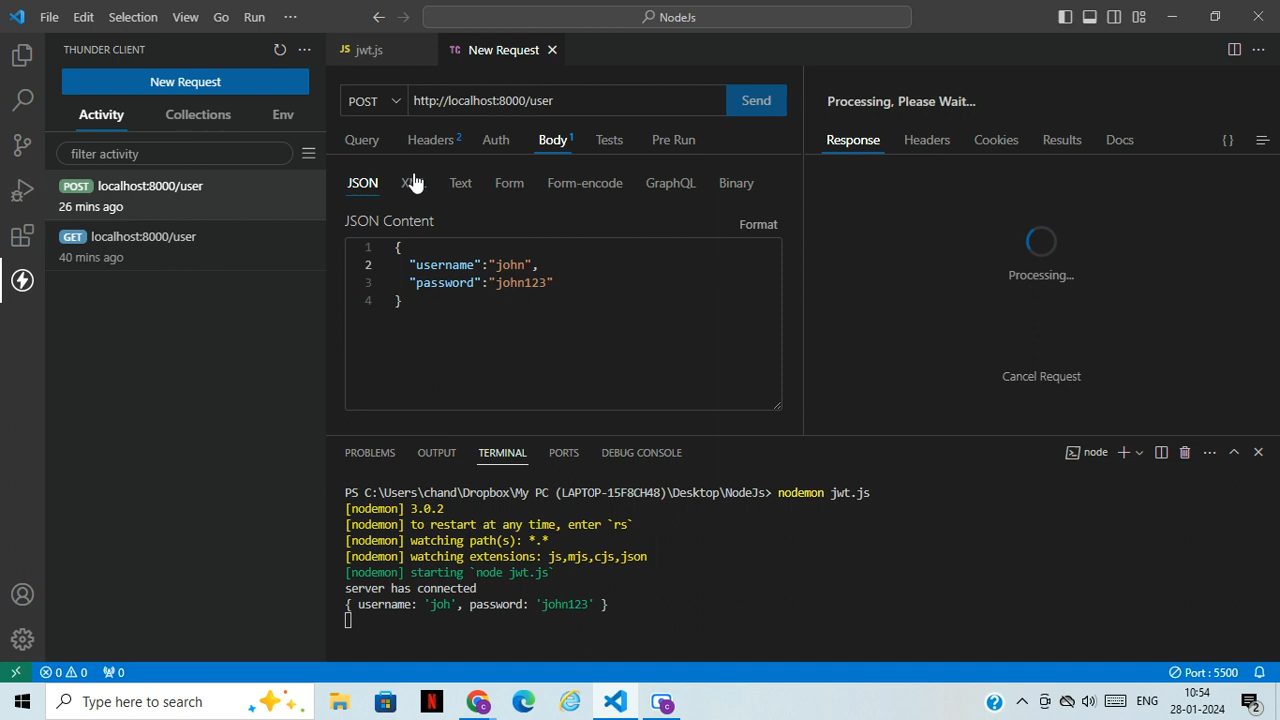 File Edit Selection View Go Run ··· NodeJs
THUNDER CLIENT
New Request
Activity Collections Env
filter activity
POST localhost:8000/user
26 mins ago
GET localhost:8000/user
40 mins ago
JS jwt.js TC New Request
POST http://localhost:8000/user Send
Query Headers 2 Auth Body 1 Tests Pre Run
JSON Text Form Form-encode GraphQL Binary
JSON Content Format
1 {
2 "username":"john",
3 "password":"john123"
4 }
Processing, Please Wait...
Response Headers Cookies Results Docs { }
Processing...
Cancel Request
PROBLEMS OUTPUT TERMINAL PORTS DEBUG CONSOLE node
PS C:\Users\chand\Dropbox\My PC (LAPTOP-15F8CH48)\Desktop\NodeJs> nodemon jwt.js
[nodemon] 3.0.2
[nodemon] to restart at any time, enter `rs`
[nodemon] watching path(s): *.*
[nodemon] watching extensions: js,mjs,cjs,json
[nodemon] starting `node jwt.js`
server has connected
{ username: 'joh', password: 'john123' }
0 0 0 Port : 5500
Type here to search ENG 10:54
28-01-2024 2